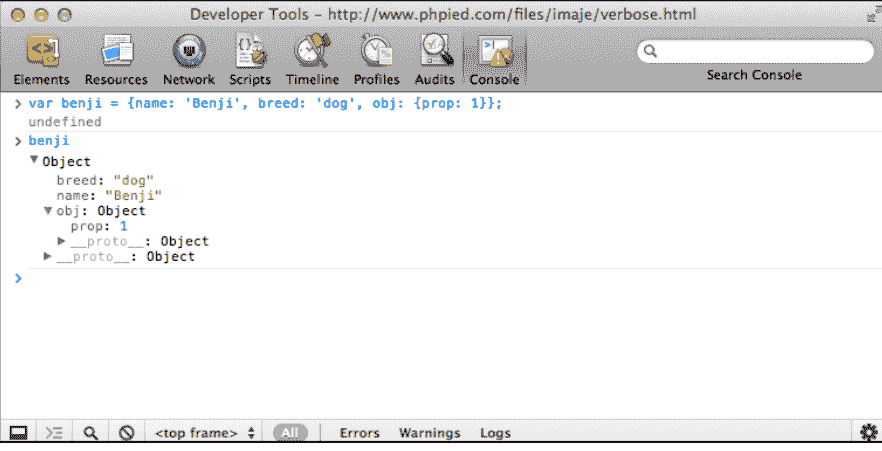 Developer Tools – http://www.phpied.com/files/imaje/verbose.html
Elements Resources Network Scripts Timeline Profiles Audits Console Search Console
> var benji = {name: 'Benji', breed: 'dog', obj: {prop: 1}};
undefined
> benji
▼ Object
breed: "dog"
name: "Benji"
▼ obj: Object
prop: 1
▶ __proto__: Object
▶ __proto__: Object
>
<top frame> All Errors Warnings Logs